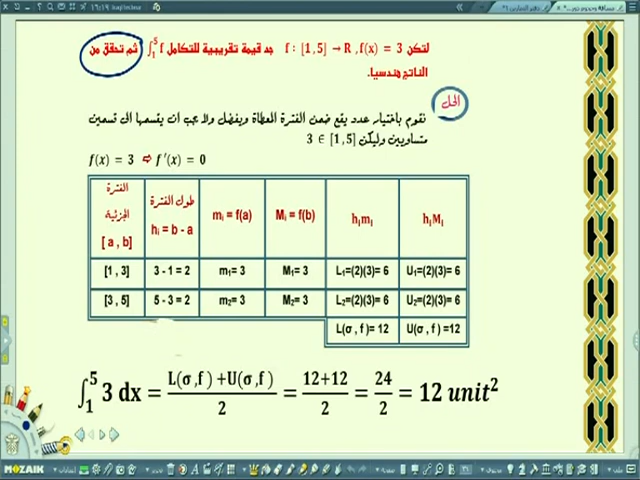 لتكن f : [1, 5] → R , f(x) = 3 جد قيمة تقريبية للتكامل ∫₁⁵ f ثم تحقق من
الناتج هندسيا.
الحل
نقوم باختيار عدد يقع ضمن الفترة المعطاة ويفضل ولا يجب ان يقسمها الى قسمين
متساويين وليكن 3 ∈ [1, 5]
f(x) = 3 ⇨ f ′(x) = 0
الفترة الجزئية [ a , b] | طول الفترة hᵢ = b - a | mᵢ = f(a) | Mᵢ = f(b) | hᵢmᵢ | hᵢMᵢ
[1 , 3] | 3 - 1 = 2 | m₁= 3 | M₁= 3 | L₁=(2)(3)= 6 | U₁=(2)(3)= 6
[3 , 5] | 5 - 3 = 2 | m₂= 3 | M₂= 3 | L₂=(2)(3)= 6 | U₂=(2)(3)= 6
L(σ , f )= 12 | U(σ , f ) =12
∫₁⁵ 3 dx = L(σ ,f ) +U(σ ,f ) / 2 = 12+12 / 2 = 24 / 2 = 12 unit²
MOZAIK